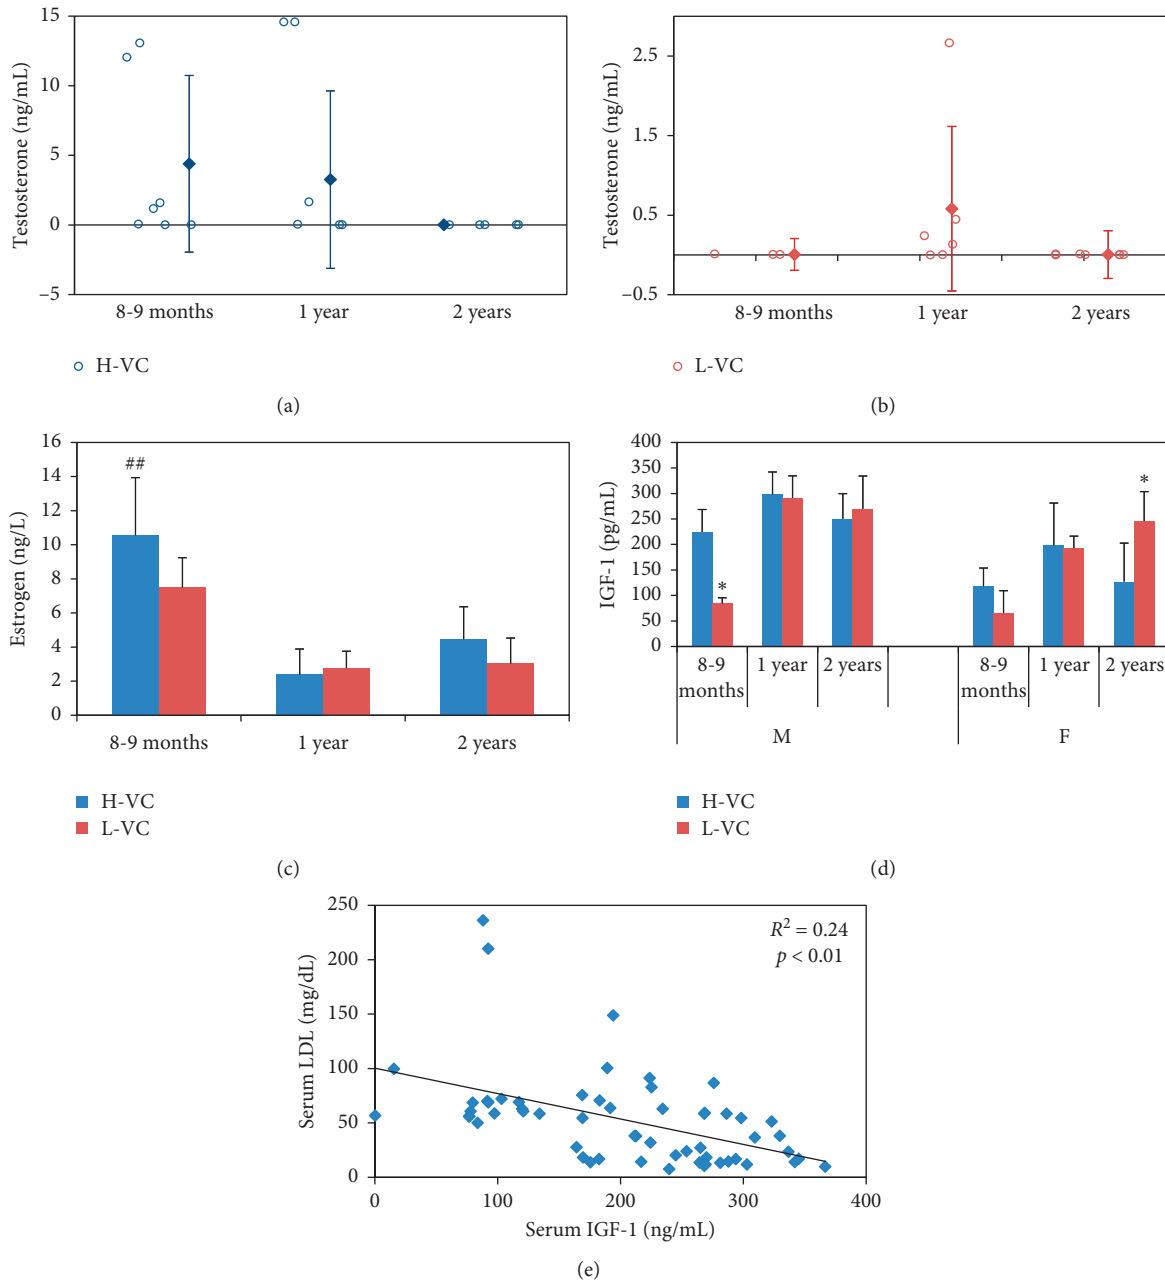 15
10
5
0
−5
Testosterone (ng/mL)
8-9 months
1 year
2 years
H-VC
(a)
2.5
1.5
0.5
−0.5
Testosterone (ng/mL)
8-9 months
1 year
2 years
L-VC
(b)
16
14
12
10
8
6
4
2
0
Estrogen (ng/L)
##
8-9 months
1 year
2 years
H-VC
L-VC
(c)
400
350
300
250
200
150
100
50
0
IGF-1 (pg/mL)
*
*
8-9
months
1 year
2 years
8-9
months
1 year
2 years
M
F
H-VC
L-VC
(d)
250
200
150
100
50
0
Serum LDL (mg/dL)
R² = 0.24
p < 0.01
0
100
200
300
400
Serum IGF-1 (ng/mL)
(e)